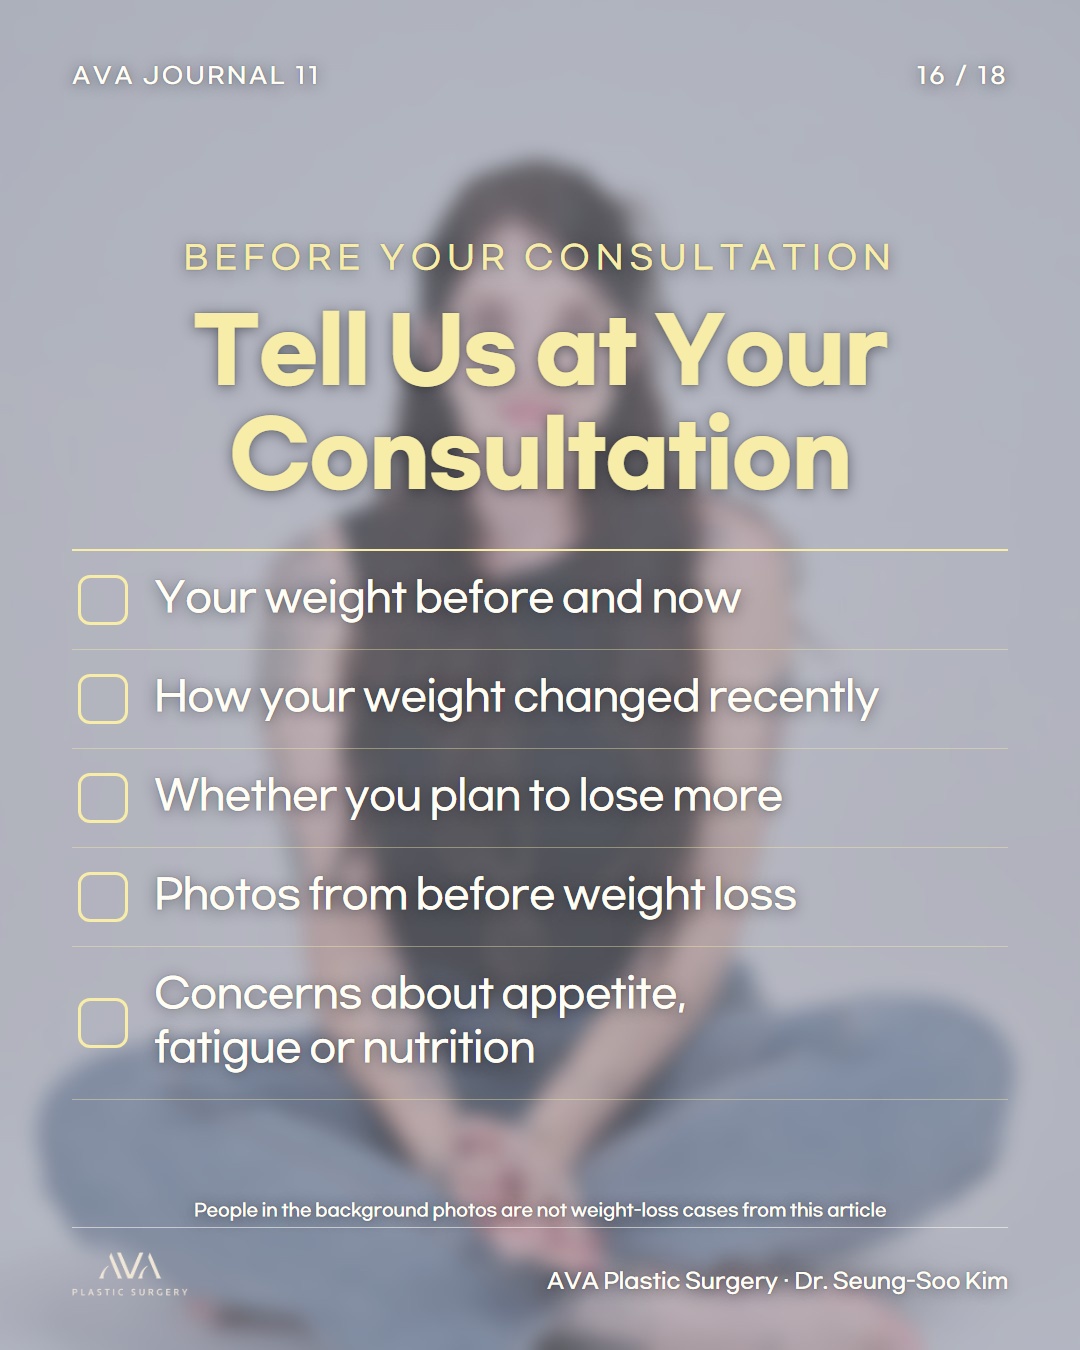 AVA JOURNAL 11
16 / 18
BEFORE YOUR CONSULTATION
Tell Us at Your
Consultation
Your weight before and now
How your weight changed recently
Whether you plan to lose more
Photos from before weight loss
Concerns about appetite,
fatigue or nutrition
People in the background photos are not weight-loss cases from this article
AVA
PLASTIC SURGERY
AVA Plastic Surgery · Dr. Seung-Soo Kim